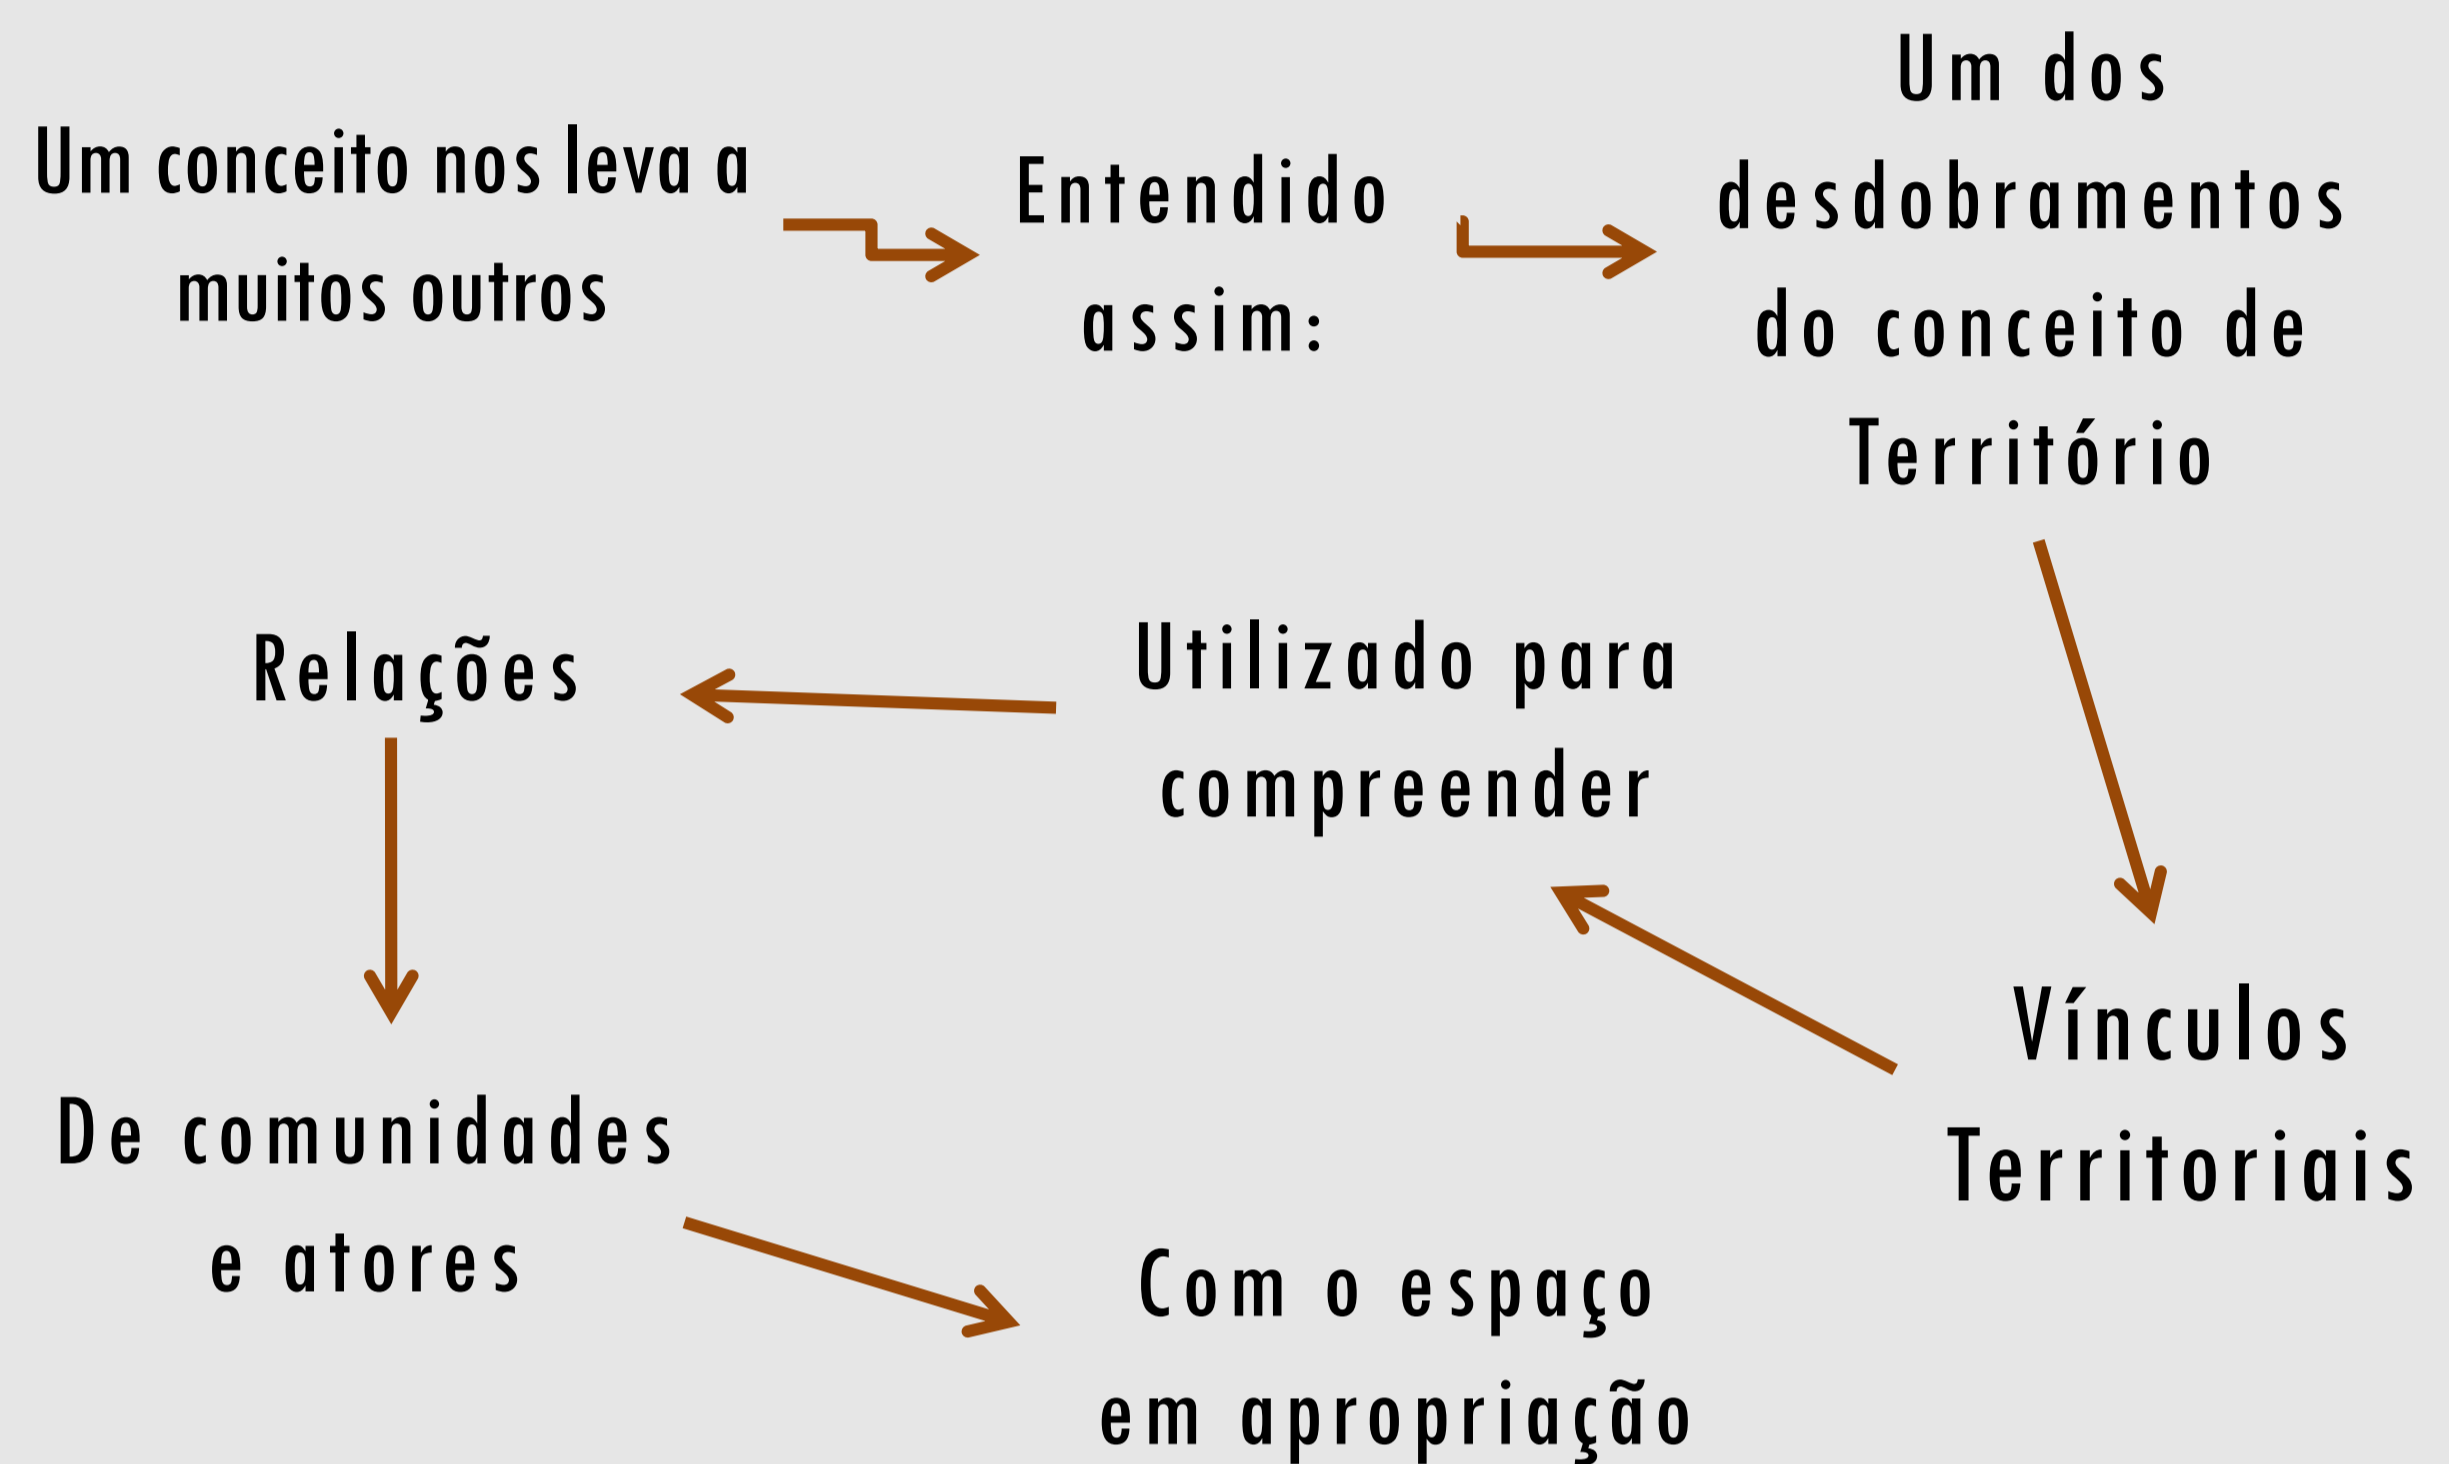 Um conceito nos leva a
muitos outros
Entendido
assim:
Um dos
desdobramentos
do conceito de
Território
Vínculos
Territoriais
Utilizado para
compreender
Relações
De comunidades
e atores
Com o espaço
em apropriação